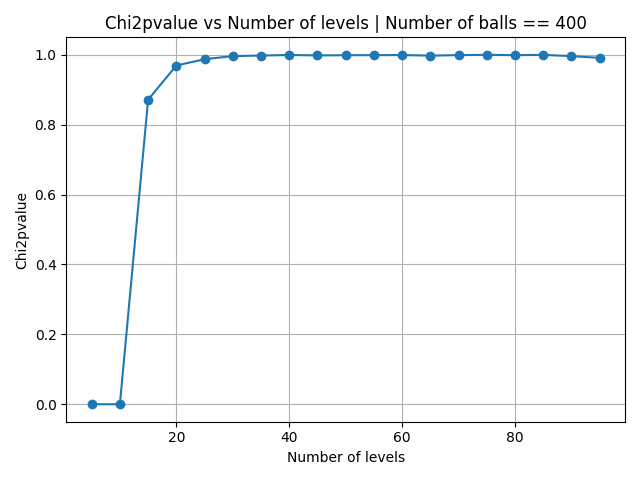 Chi2pvalue vs Number of levels | Number of balls == 400
1.0
0.8
0.6
0.4
0.2
0.0
Chi2pvalue
20 40 60 80
Number of levels